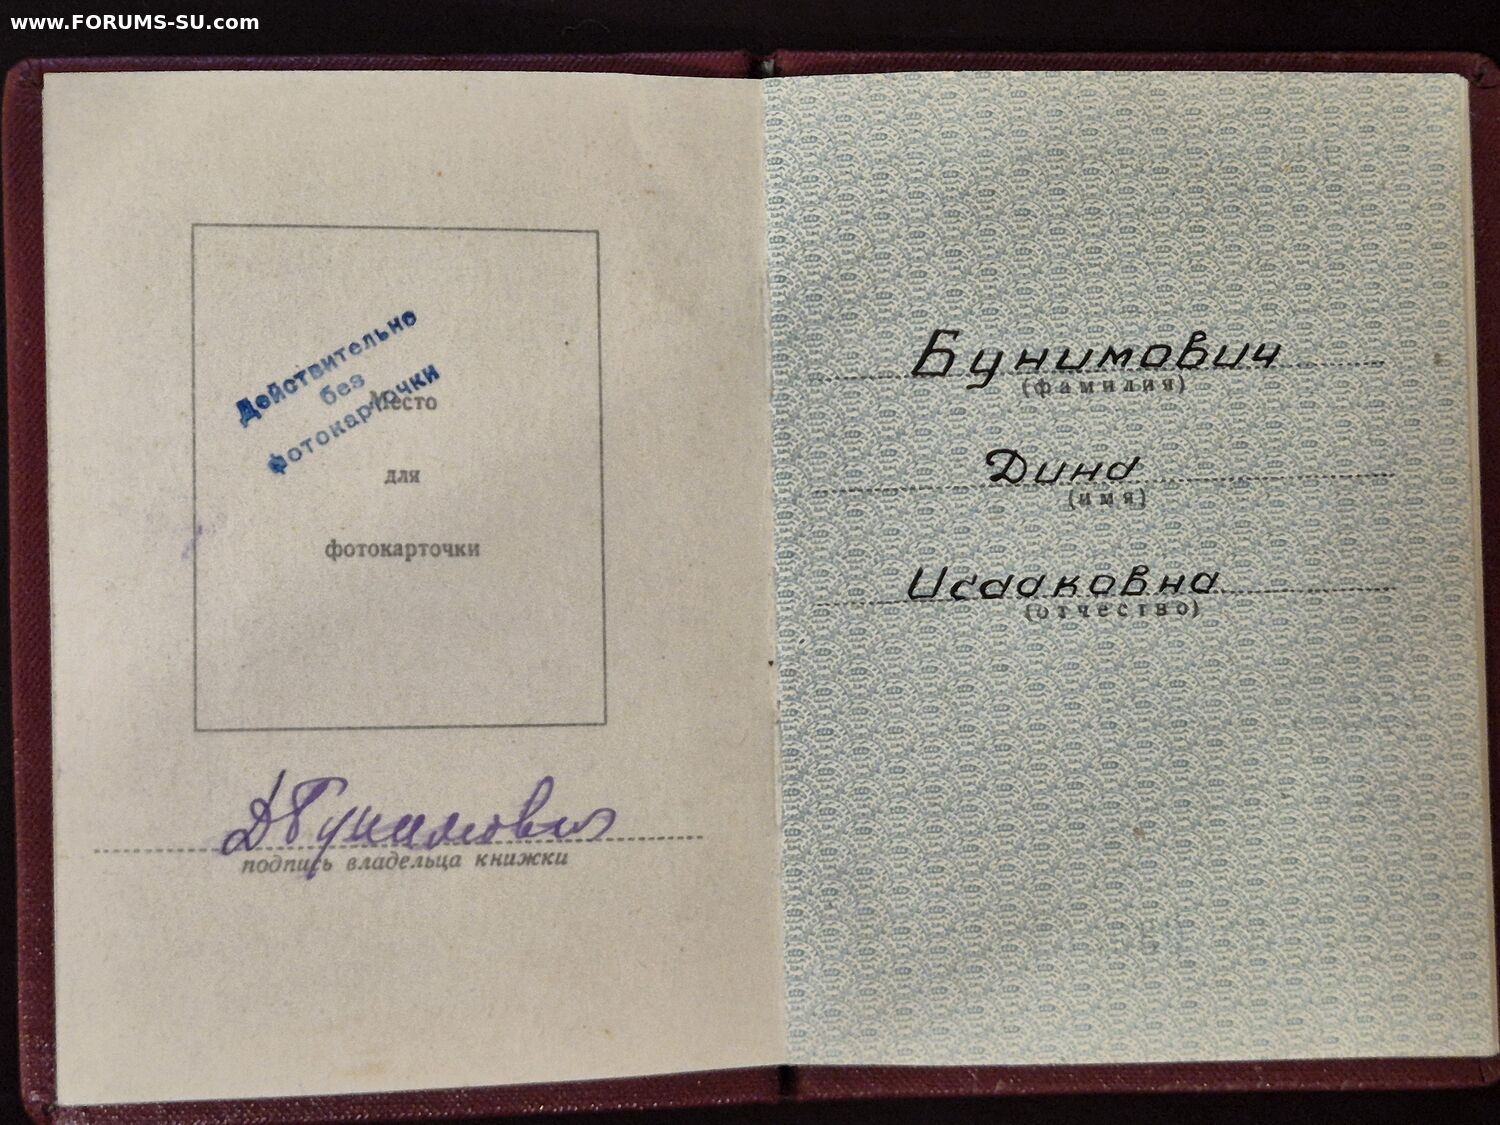 www.FORUMS-SU.com
Действительно
без
фотокарточки
Место
для
фотокарточки
ДБунимович
подпись владельца книжки
Бунимович
(фамилия)
Дина
(имя)
Исааковна
(отчество)